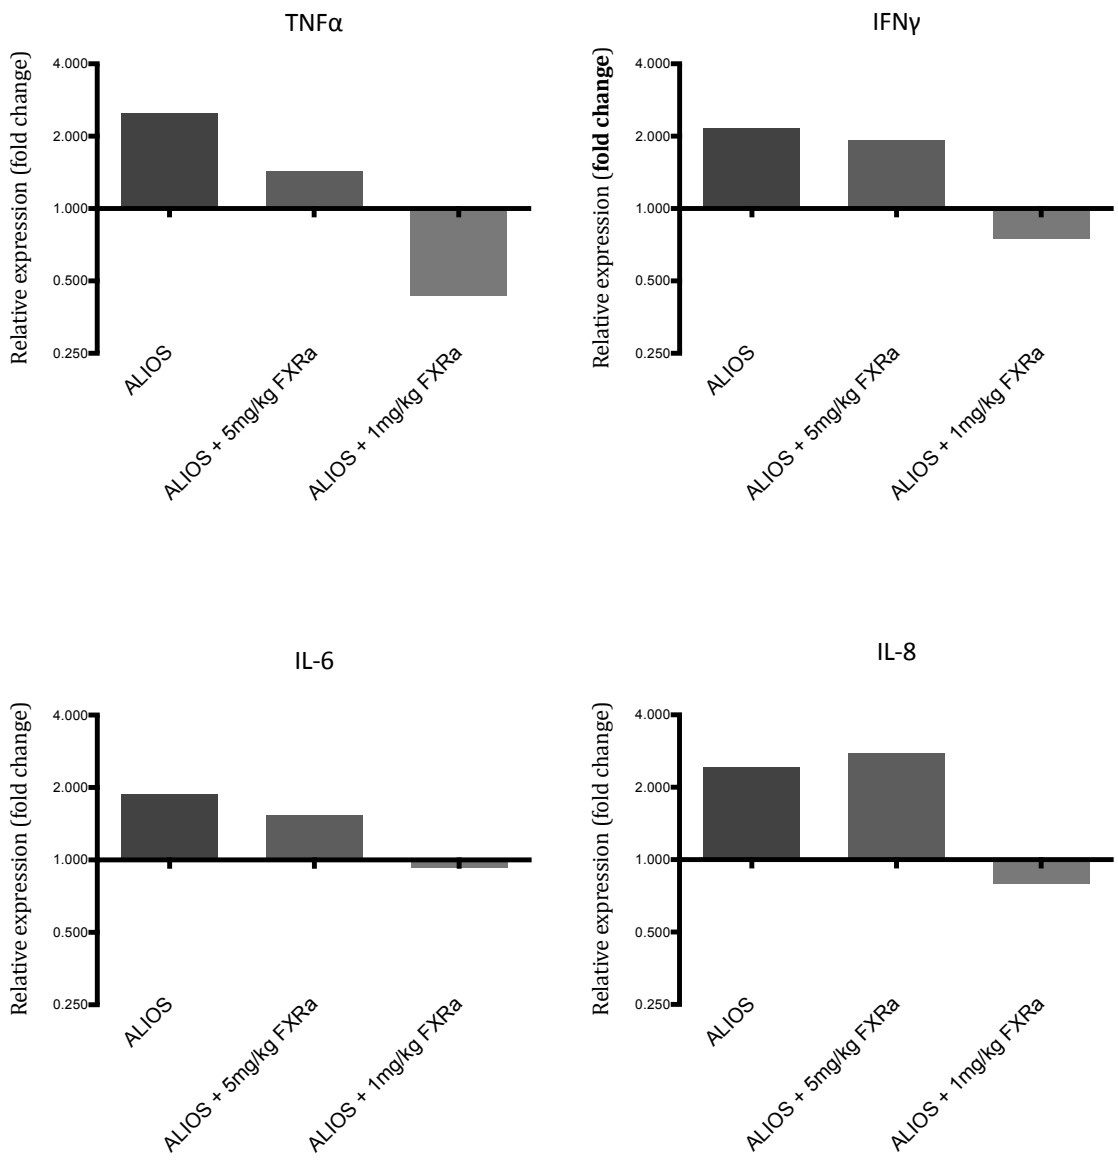 TNFα
Relative expression (fold change)
4.000
2.000
1.000
0.500
0.250
ALIOS
ALIOS + 5mg/kg FXRa
ALIOS + 1mg/kg FXRa
IFNγ
Relative expression (fold change)
4.000
2.000
1.000
0.500
0.250
ALIOS
ALIOS + 5mg/kg FXRa
ALIOS + 1mg/kg FXRa
IL-6
Relative expression (fold change)
4.000
2.000
1.000
0.500
0.250
ALIOS
ALIOS + 5mg/kg FXRa
ALIOS + 1mg/kg FXRa
IL-8
Relative expression (fold change)
4.000
2.000
1.000
0.500
0.250
ALIOS
ALIOS + 5mg/kg FXRa
ALIOS + 1mg/kg FXRa